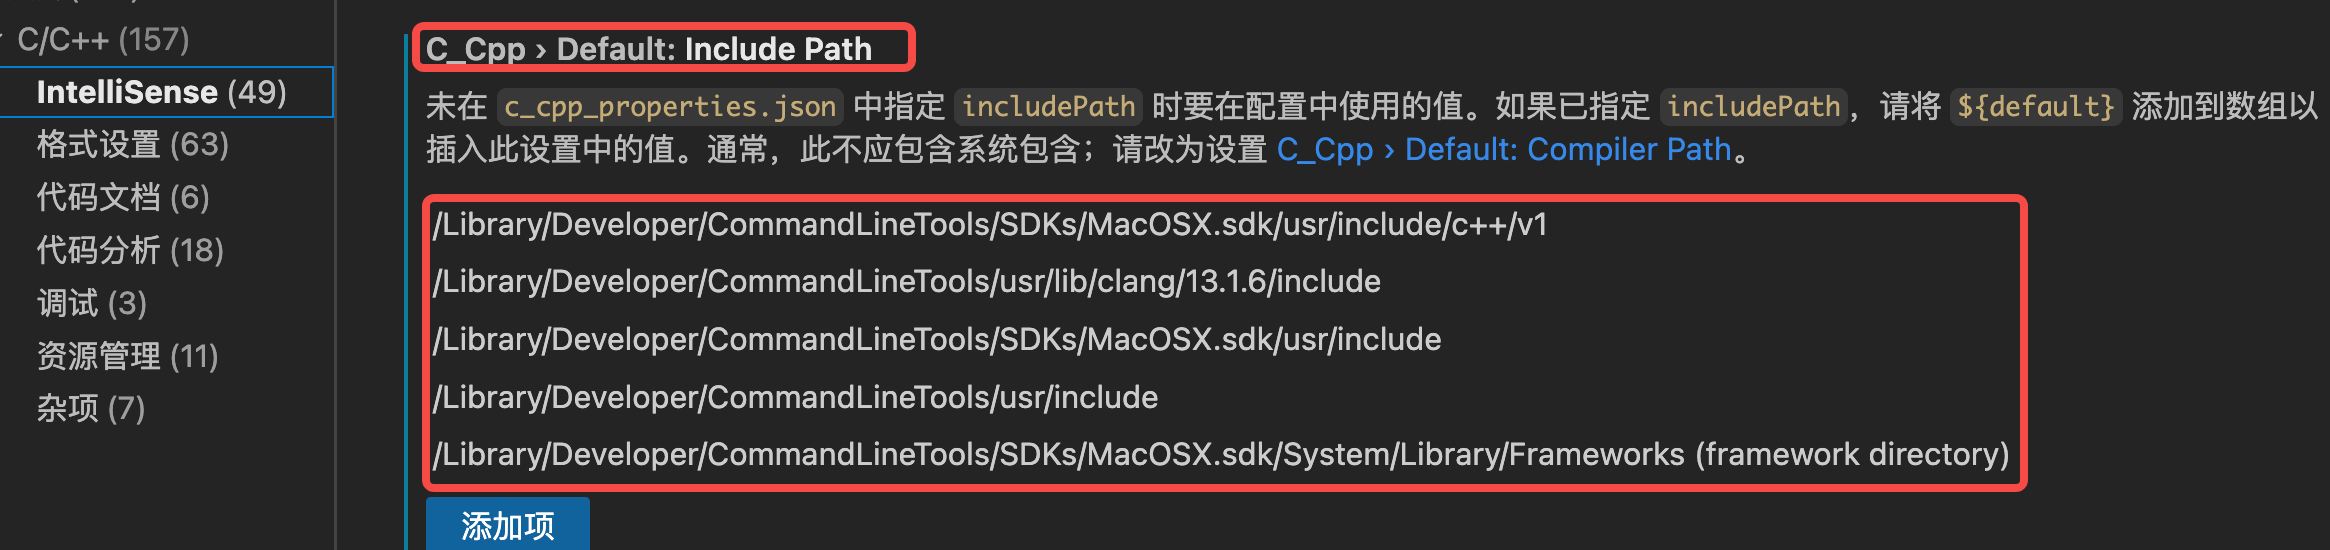 C/C++ (157)
IntelliSense (49)
格式设置 (63)
代码文档 (6)
代码分析 (18)
调试 (3)
资源管理 (11)
杂项 (7)
C_Cpp › Default: Include Path
未在 c_cpp_properties.json 中指定 includePath 时要在配置中使用的值。如果已指定 includePath，请将 ${default} 添加到数组以
插入此设置中的值。通常，此不应包含系统包含；请改为设置 C_Cpp › Default: Compiler Path。
/Library/Developer/CommandLineTools/SDKs/MacOSX.sdk/usr/include/c++/v1
/Library/Developer/CommandLineTools/usr/lib/clang/13.1.6/include
/Library/Developer/CommandLineTools/SDKs/MacOSX.sdk/usr/include
/Library/Developer/CommandLineTools/usr/include
/Library/Developer/CommandLineTools/SDKs/MacOSX.sdk/System/Library/Frameworks (framework directory)
添加项